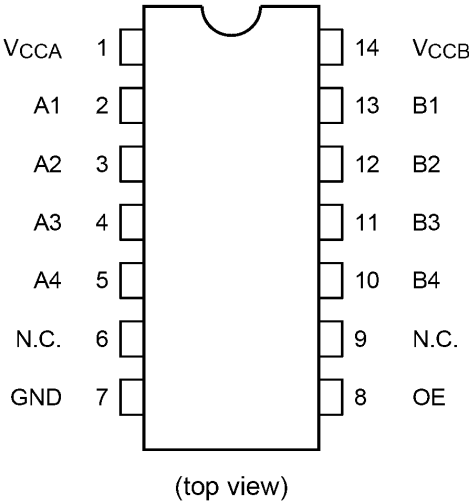 VCCA 1 14 VCCB
A1 2 13 B1
A2 3 12 B2
A3 4 11 B3
A4 5 10 B4
N.C. 6 9 N.C.
GND 7 8 OE
(top view)